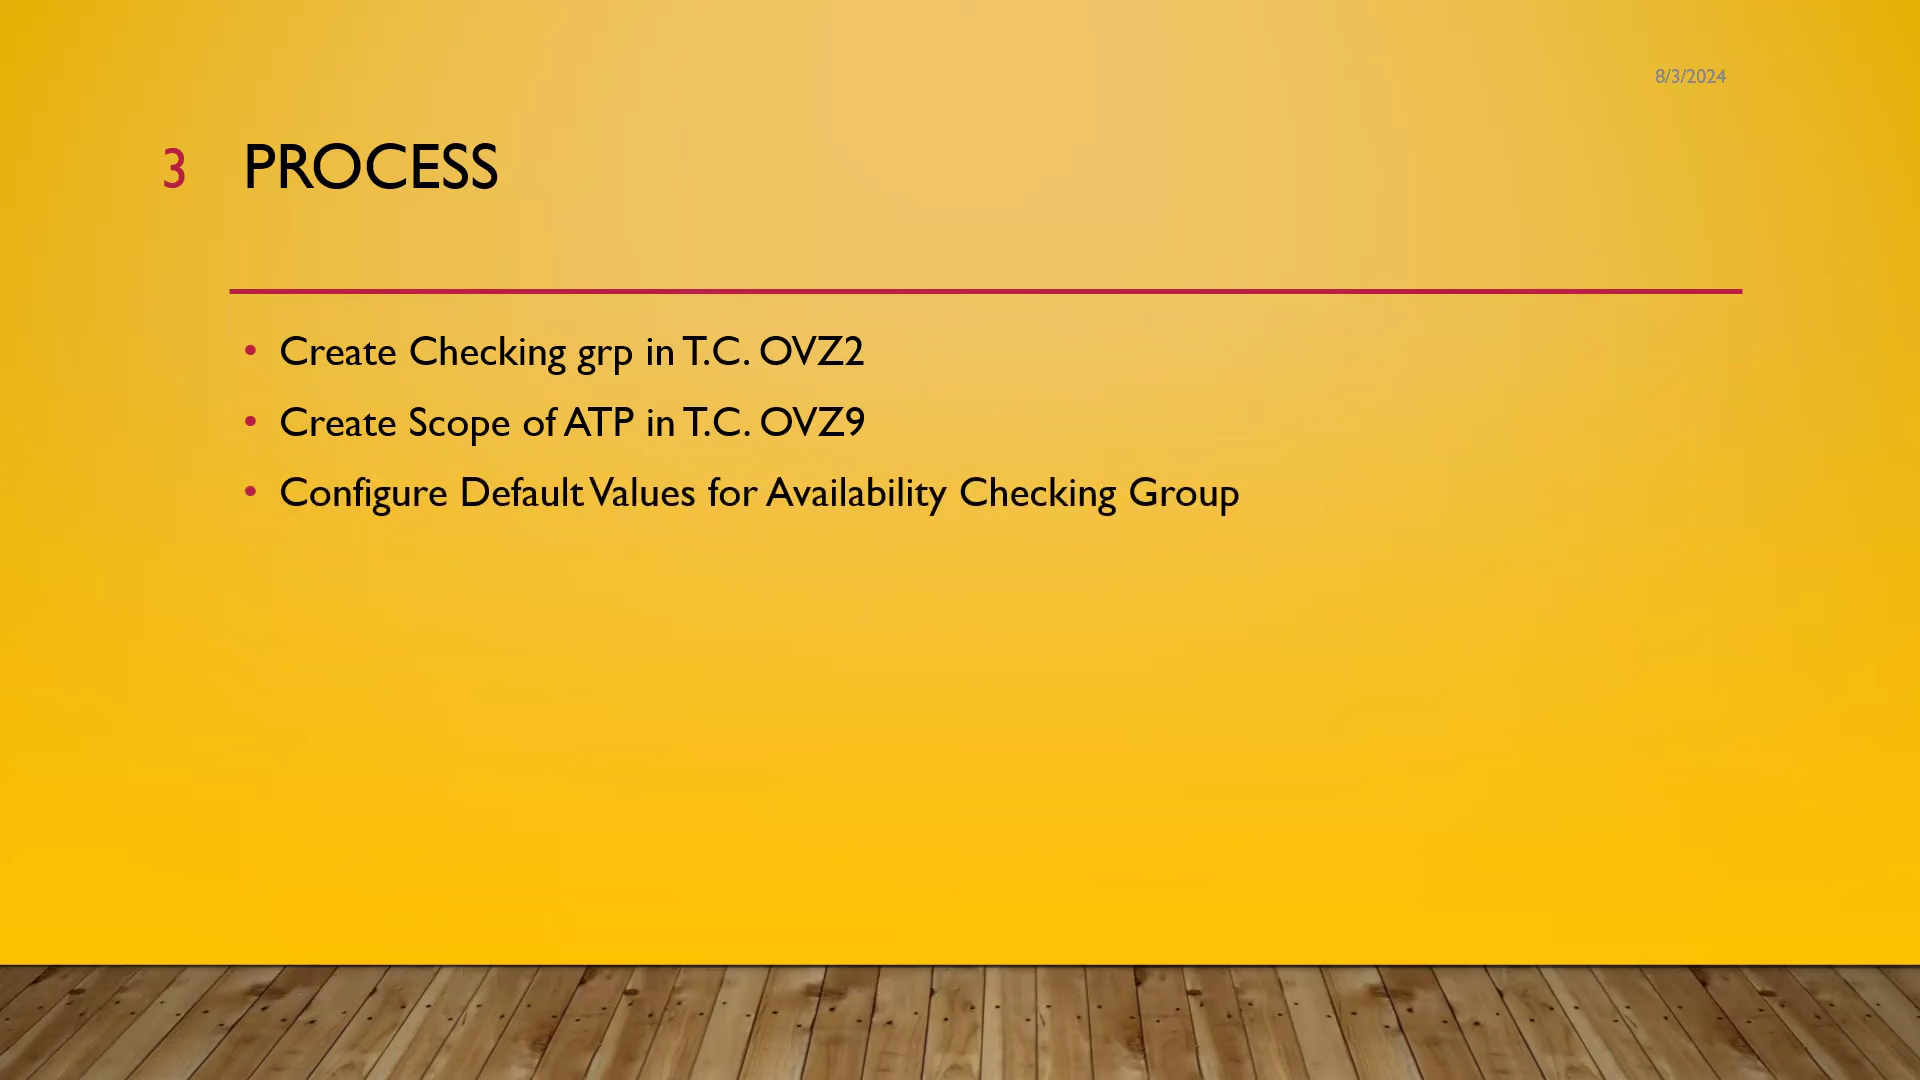 8/3/2024
3 PROCESS
• Create Checking grp in T.C. OVZ2
• Create Scope of ATP in T.C. OVZ9
• Configure Default Values for Availability Checking Group